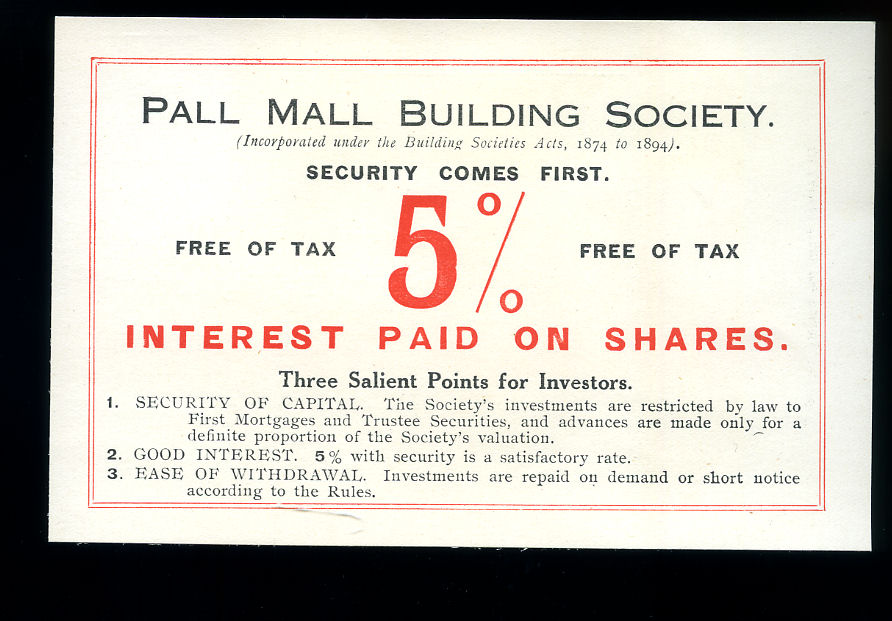 PALL MALL BUILDING SOCIETY.
(Incorporated under the Building Societies Acts, 1874 to 1894).
SECURITY COMES FIRST.
FREE OF TAX 5% FREE OF TAX
INTEREST PAID ON SHARES.
Three Salient Points for Investors.
1. SECURITY OF CAPITAL. The Society's investments are restricted by law to
First Mortgages and Trustee Securities, and advances are made only for a
definite proportion of the Society's valuation.
2. GOOD INTEREST. 5% with security is a satisfactory rate.
3. EASE OF WITHDRAWAL. Investments are repaid on demand or short notice
according to the Rules.